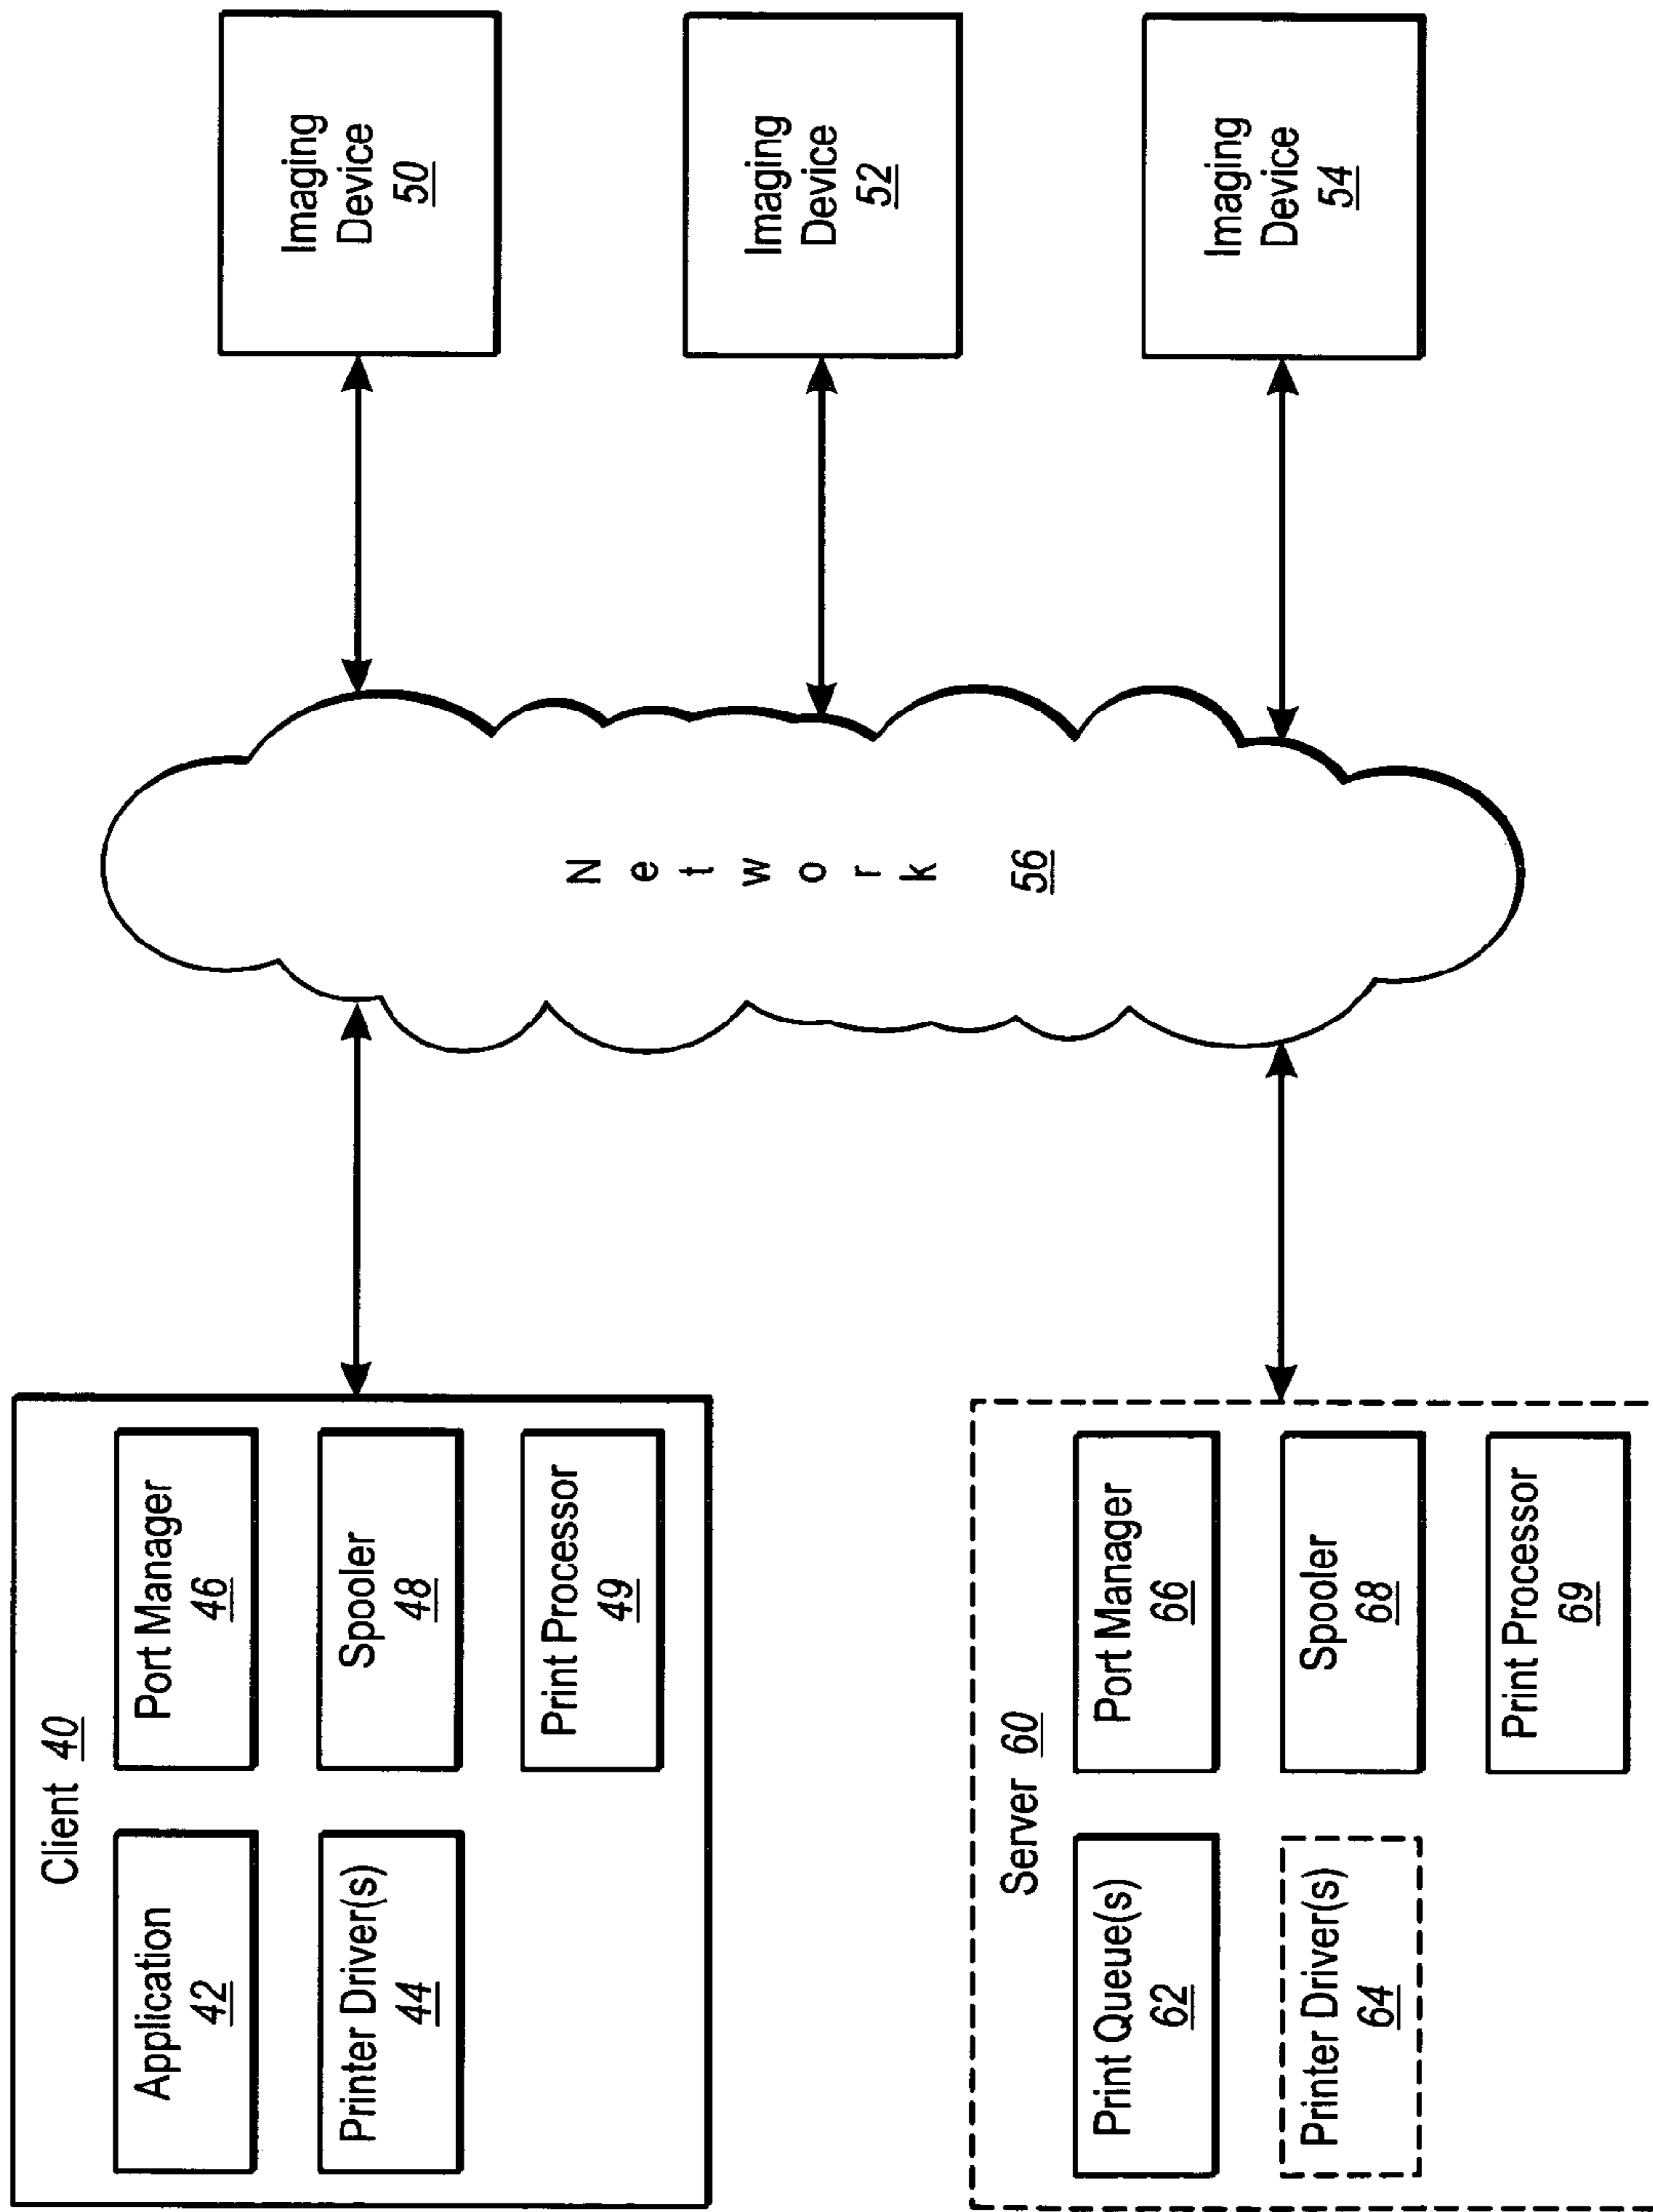 Client 40
Application
42
Port Manager
46
Printer Driver(s)
44
Spooler
48
Print Processor
49
Server 60
Print Queue(s)
62
Port Manager
66
Printer Driver(s)
64
Spooler
68
Print Processor
69
Network
56
Imaging
Device
50
Imaging
Device
52
Imaging
Device
54